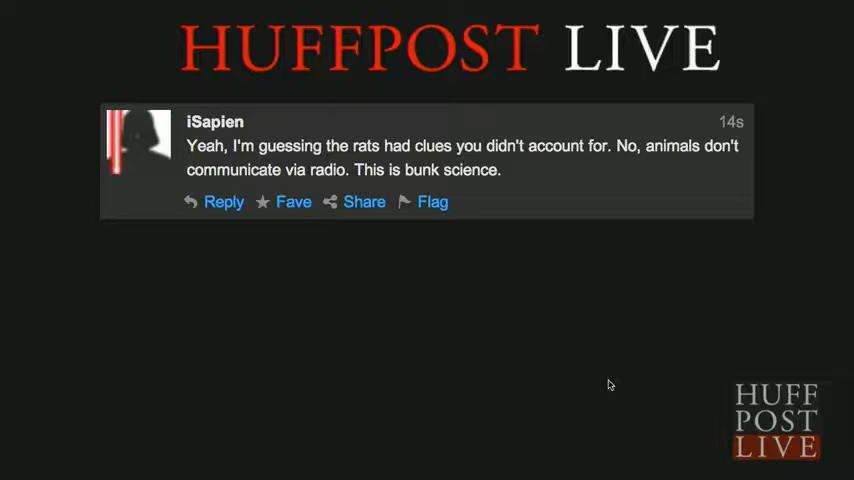 HUFFPOST LIVE
iSapien 14s
Yeah, I'm guessing the rats had clues you didn't account for. No, animals don't
communicate via radio. This is bunk science.
Reply Fave Share Flag
HUFF
POST
LIVE